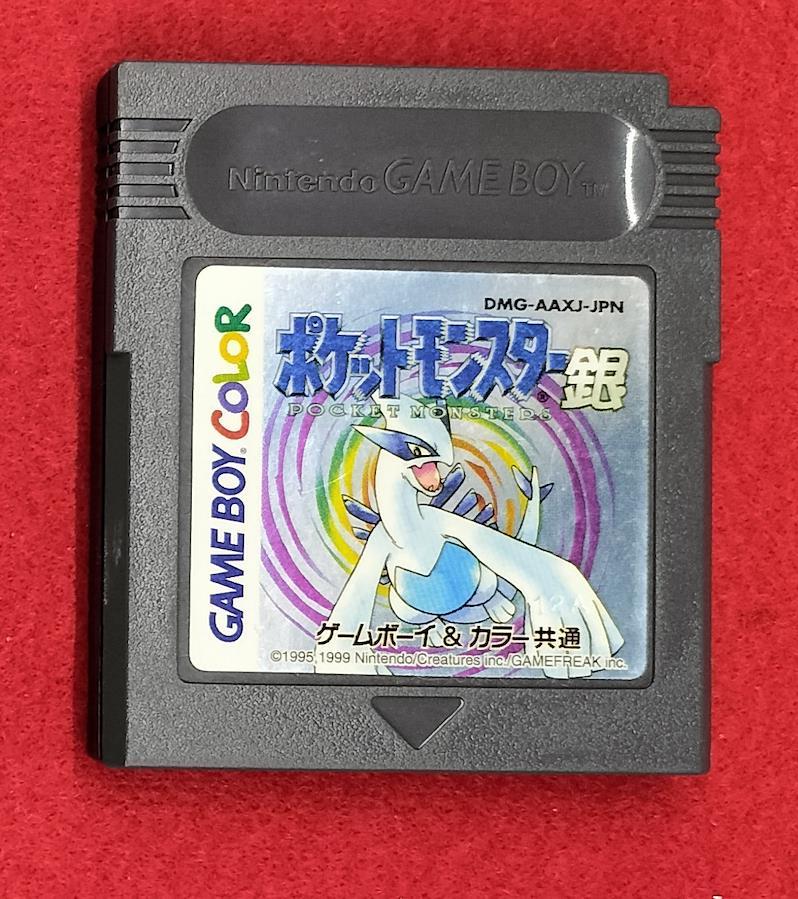 Nintendo GAME BOY TM
DMG-AAXJ-JPN
ポケットモンスター銀
®
POCKET MONSTERS
GAME BOY® COLOR
12A
ゲームボーイ & カラー共通
©1995,1999 Nintendo/Creatures inc./GAMEFREAK inc.